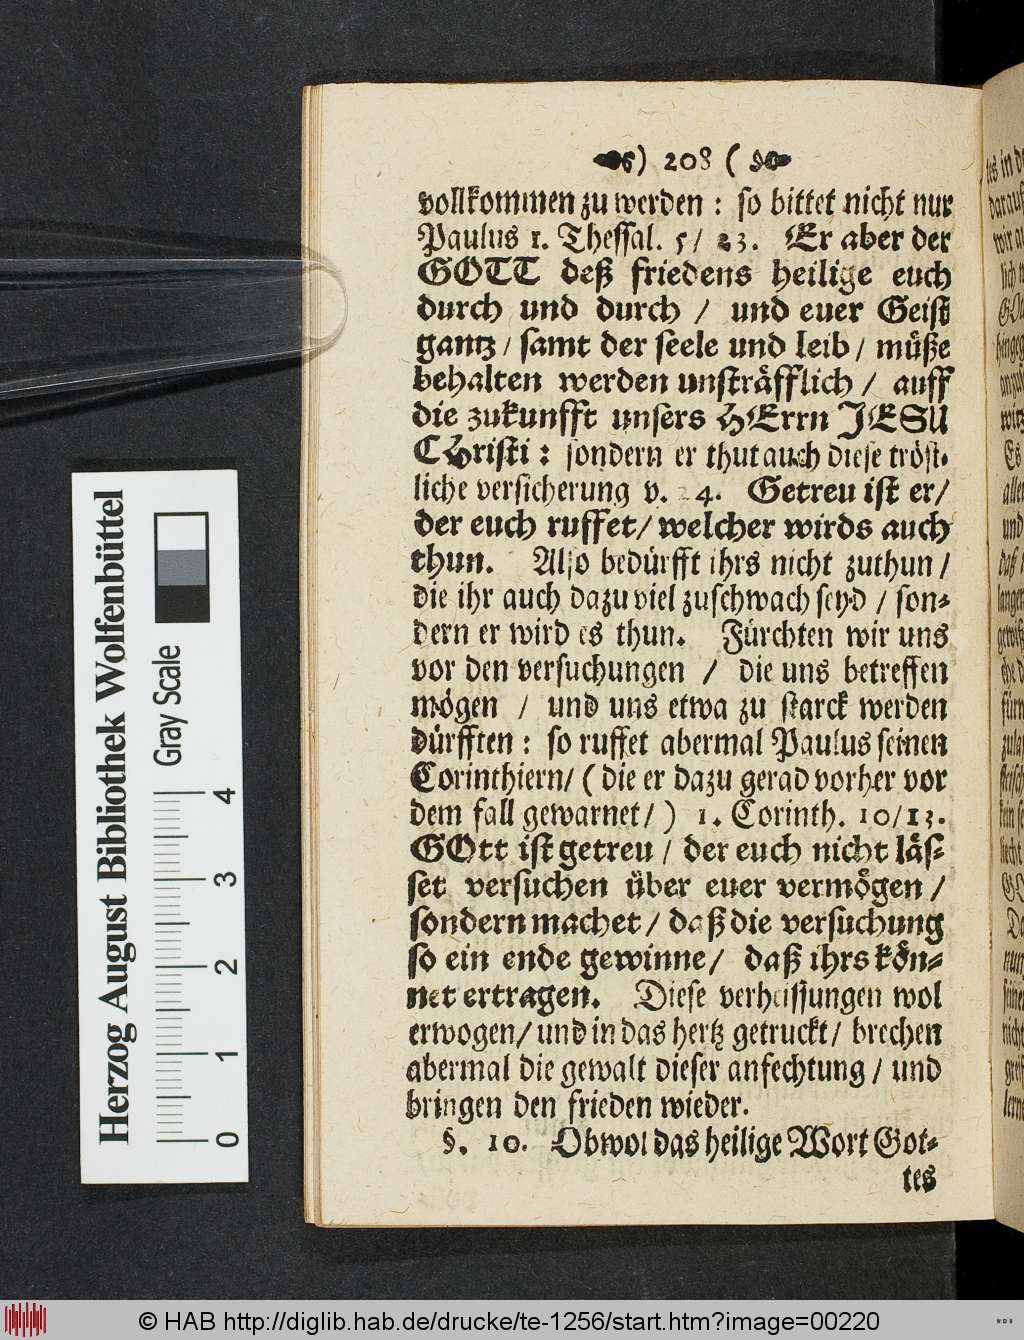 ) 208 (
vollkommen zu werden : so bittet nicht nur
Paulus 1. Thessal. 5/ 23. Er aber der
GOTT deß friedens heilige euch
durch und durch / und euer Geist
gantz / samt der seele und leib / müße
behalten werden unsträfflich / auff
die zukunfft unsers HErrn JESU
CHristi : sondern er thut auch diese tröst-
liche versicherung v. 24. Getreu ist er/
der euch ruffet/ welcher wirds auch
thun. Also bedürfft ihrs nicht zuthun /
die ihr auch dazu viel zuschwach seyd / son-
dern er wird es thun. Fürchten wir uns
vor den versuchungen / die uns betreffen
mögen / und uns etwa zu starck werden
dürfften : so ruffet abermal Paulus seinen
Corinthiern/ ( die er dazu gerad vorher vor
dem fall gewarnet/ ) 1. Corinth. 10/13.
GOtt ist getreu / der euch nicht läs-
set versuchen über euer vermögen /
sondern machet / daß die versuchung
so ein ende gewinne/ daß ihrs kön-
net ertragen. Diese verheissungen wol
erwogen/ und in das hertz getruckt/ brechen
abermal die gewalt dieser anfechtung / und
bringen den frieden wieder.
§. 10. Obwol das heilige Wort Got-
tes
Herzog August Bibliothek Wolfenbüttel
Gray Scale
0 1 2 3 4
© HAB http://diglib.hab.de/drucke/te-1256/start.htm?image=00220